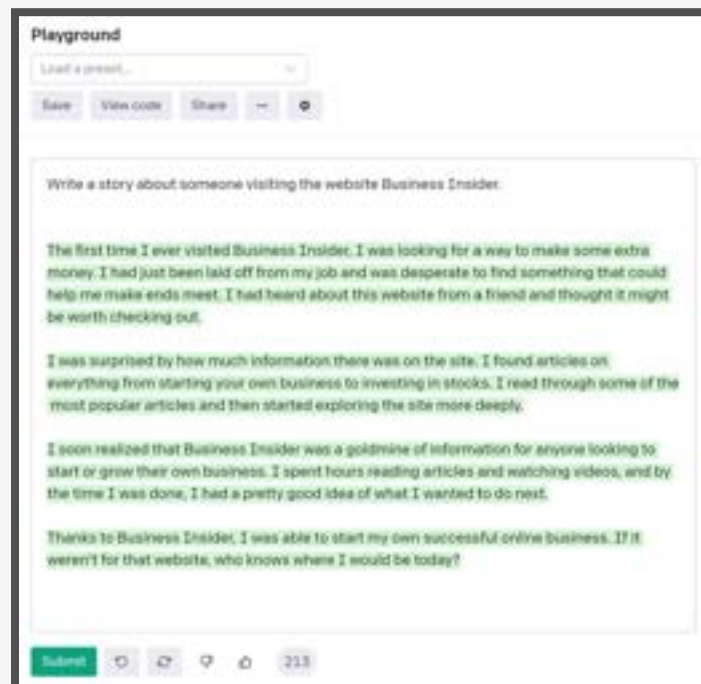 Playground
Load a preset...
Save View code Share ...
Write a story about someone visiting the website Business Insider.
The first time I ever visited Business Insider, I was looking for a way to make some extra
money. I had just been laid off from my job and was desperate to find something that could
help me make ends meet. I had heard about this website from a friend and thought it might
be worth checking out.
I was surprised by how much information there was on the site. I found articles on
everything from starting your own business to investing in stocks. I read through some of the
most popular articles and then started exploring the site more deeply.
I soon realized that Business Insider was a goldmine of information for anyone looking to
start or grow their own business. I spent hours reading articles and watching videos, and by
the time I was done, I had a pretty good idea of what I wanted to do next.
Thanks to Business Insider, I was able to start my own successful online business. If it
weren't for that website, who knows where I would be today?
Submit 213